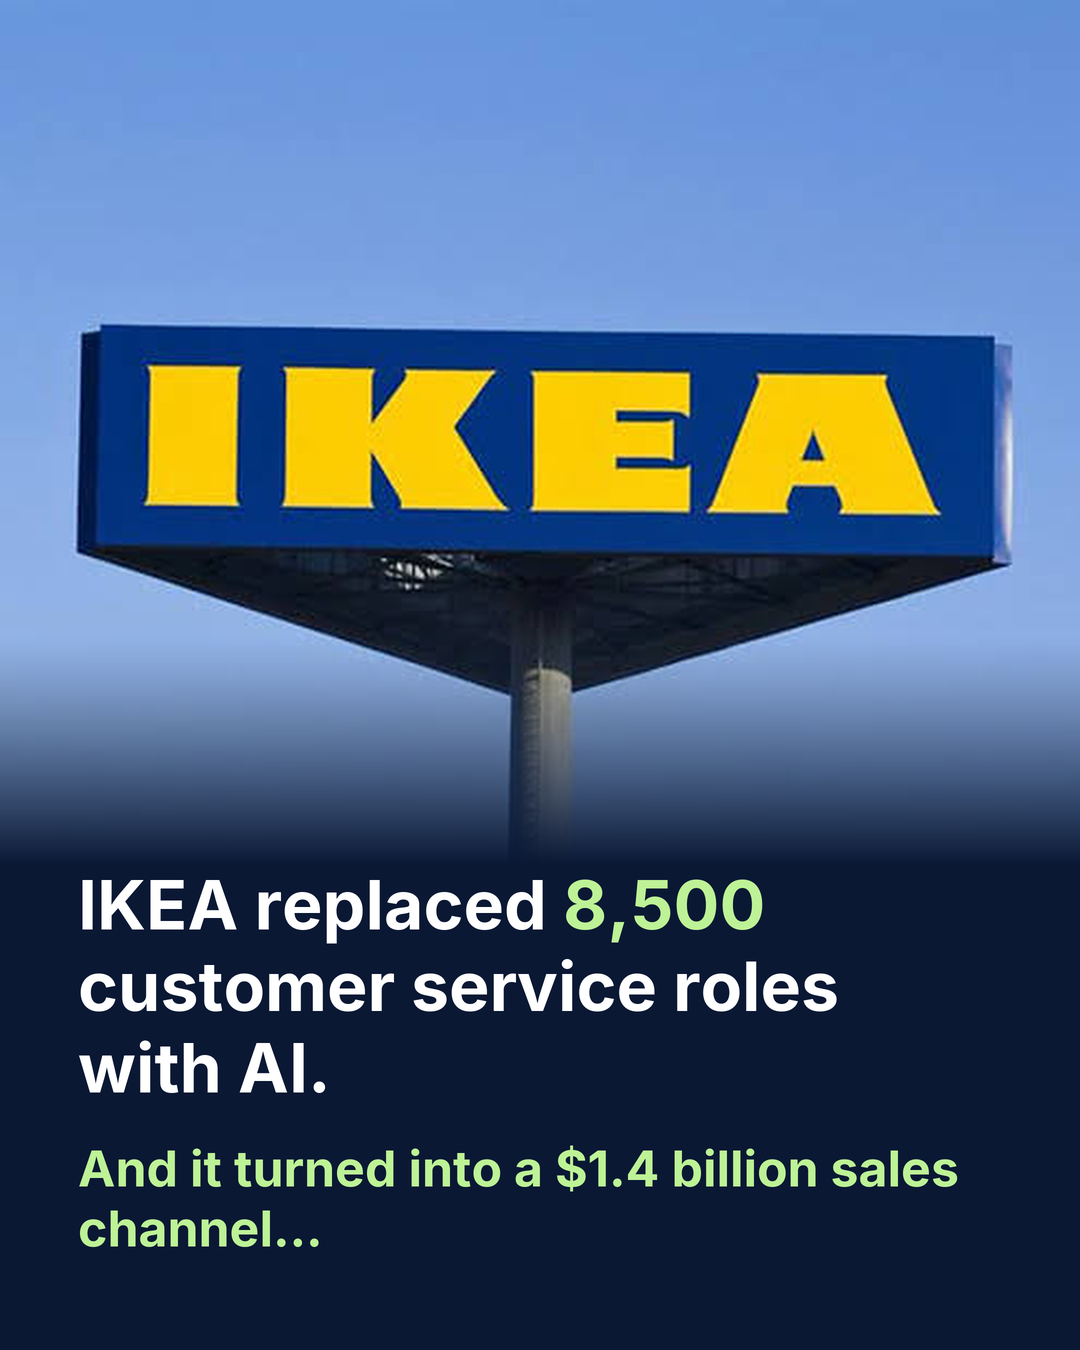 IKEA
IKEA replaced 8,500
customer service roles
with AI.
And it turned into a $1.4 billion sales
channel...